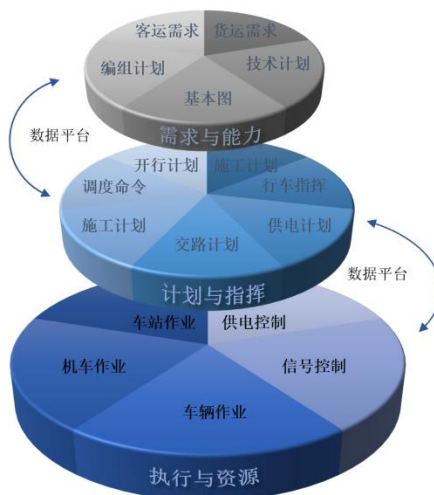 客运需求 货运需求
编组计划 技术计划
基本图
需求与能力
数据平台
开行计划 施工计划
调度命令 行车指挥
施工计划 供电计划
交路计划
计划与指挥
数据平台
车站作业 供电控制
机车作业 信号控制
车辆作业
执行与资源